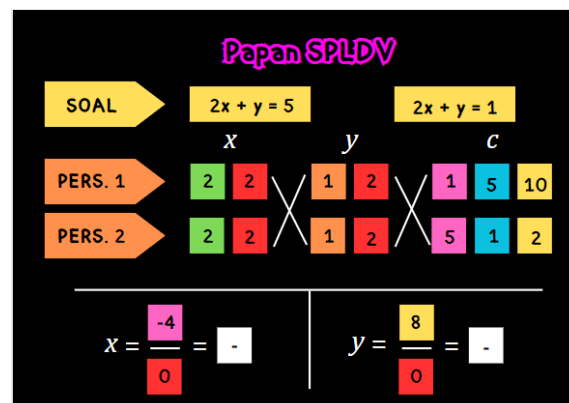 Papan SPLDV
SOAL 2x + y = 5 2x + y = 1
x y c
PERS. 1 2 2 1 2 1 5 10
PERS. 2 2 2 1 2 5 1 2
x = -4/0 = - y = 8/0 = -